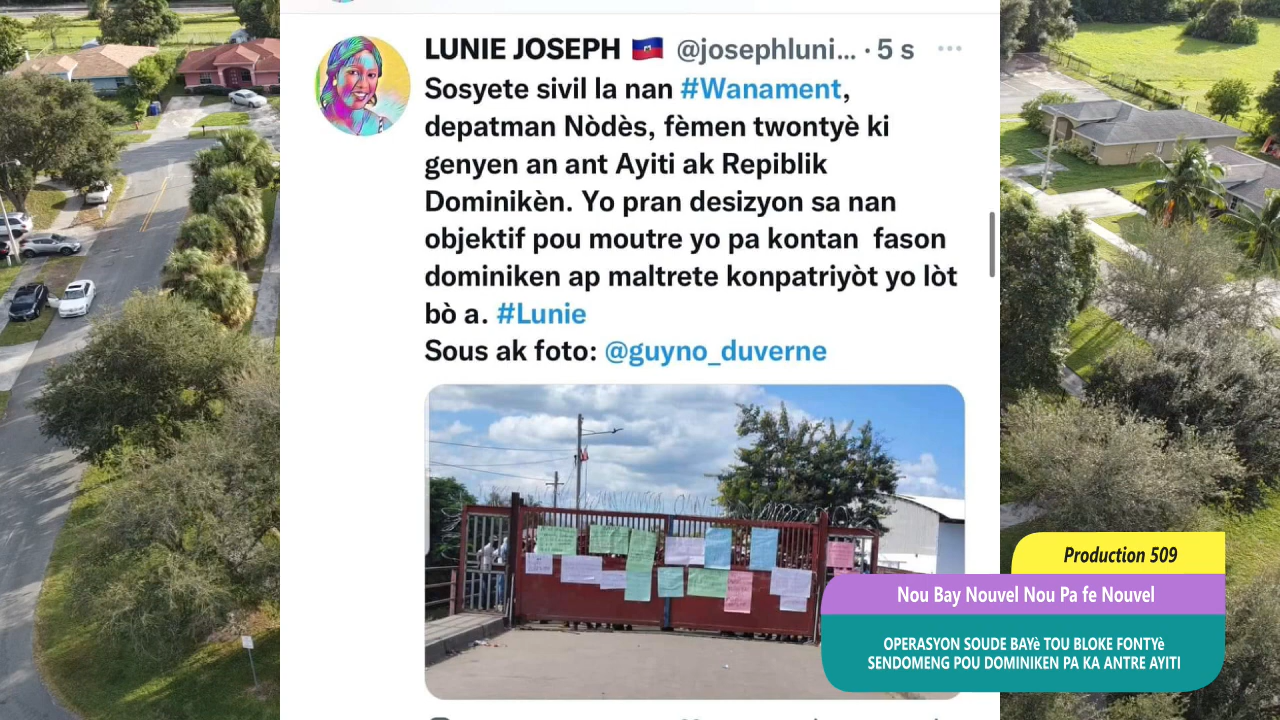 LUNIE JOSEPH 🇭🇹 @josephluni... · 5 s ···
Sosyete sivil la nan #Wanament,
depatman Nòdès, fèmen twontyè ki
genyen an ant Ayiti ak Repiblik
Dominikèn. Yo pran desizyon sa nan
objektif pou moutre yo pa kontan fason
dominiken ap maltrete konpatriyòt yo lòt
bò a. #Lunie
Sous ak foto: @guyno_duverne
Production 509
Nou Bay Nouvel Nou Pa fe Nouvel
OPERASYON SOUDE BAYè TOU BLOKE FONTYè
SENDOMENG POU DOMINIKEN PA KA ANTRE AYITI